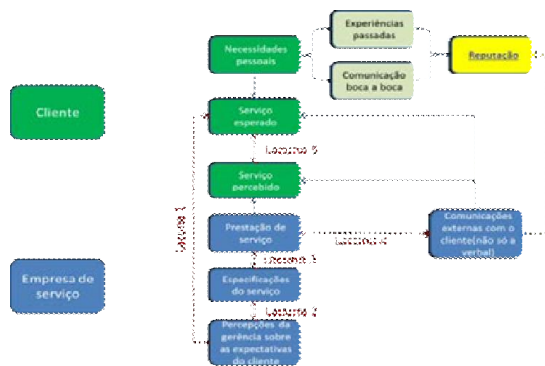 Experiências
passadas
Necessidades
pessoais
Reputação
Comunicação
boca a boca
Cliente
Serviço
esperado
Lacuna 5
Serviço
percebido
Lacuna 1
Prestação de
serviço
Lacuna 4
Comunicações
externas com o
cliente(não só a
verbal)
Lacuna 3
Empresa de
serviço
Especificações
do serviço
Lacuna 2
Percepções da
gerência sobre
as expectativas
do cliente